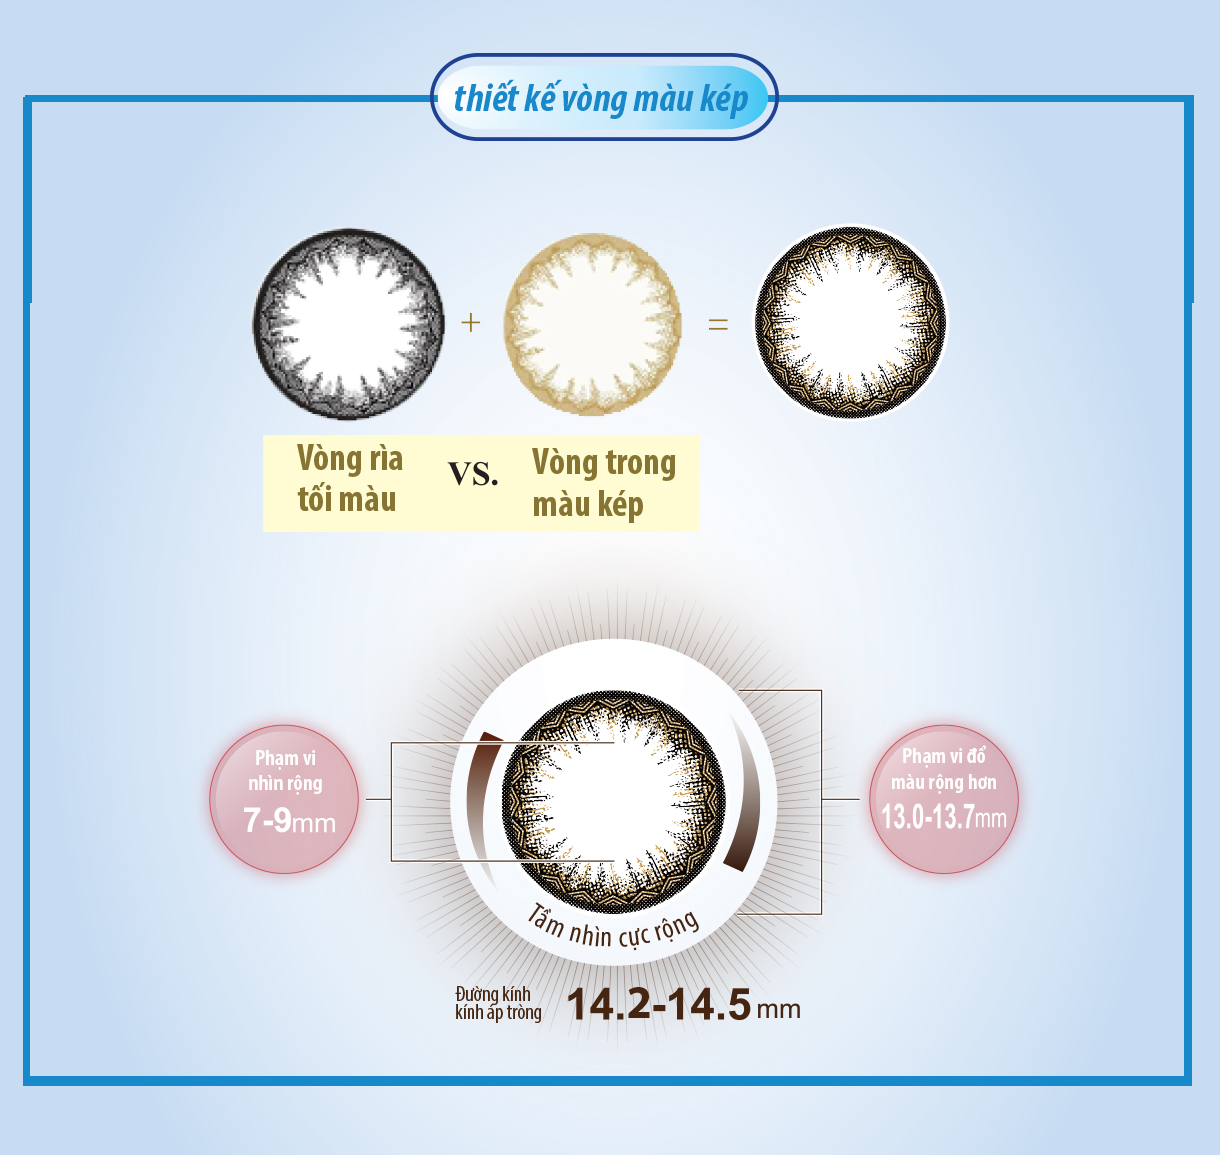 thiết kế vòng màu kép
+
=
Vòng rìa
tối màu
VS.
Vòng trong
màu kép
Phạm vi
nhìn rộng
7-9mm
Phạm vi đổ
màu rộng hơn
13.0-13.7mm
Tầm nhìn cực rộng
Đường kính
kính áp tròng
14.2-14.5 mm